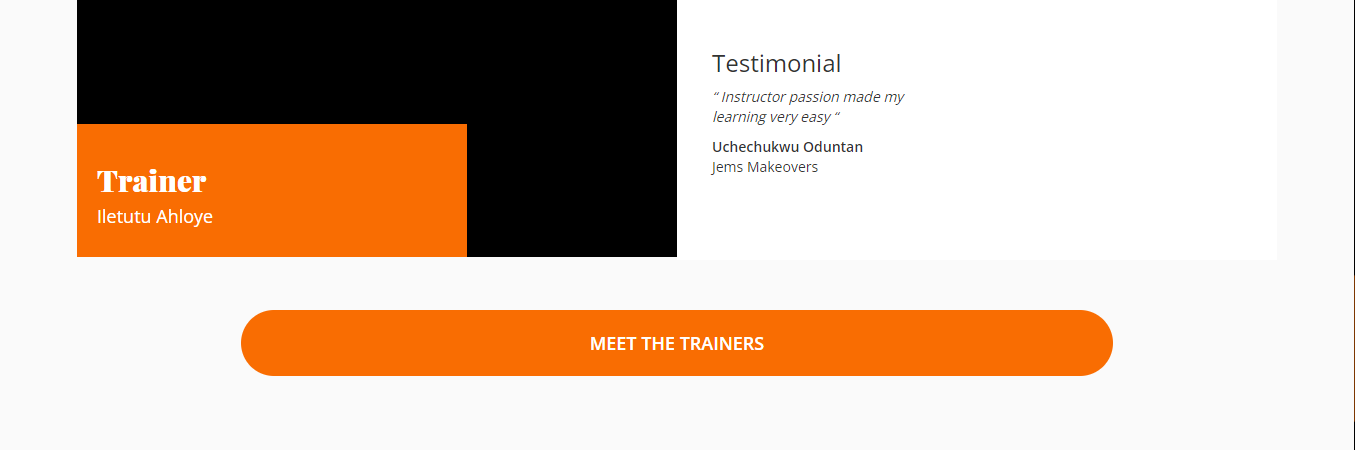 Testimonial
“ Instructor passion made my
learning very easy “
Uchechukwu Oduntan
Jems Makeovers
Trainer
Iletutu Ahloye
MEET THE TRAINERS